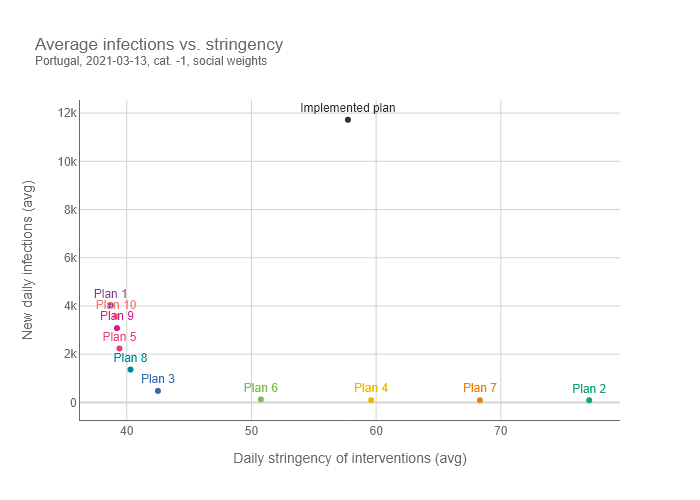 Average infections vs. stringency
Portugal, 2021-03-13, cat. -1, social weights
Implemented plan
12k
10k
8k
6k
4k
2k
0
New daily infections (avg)
Plan 1
Plan 10
Plan 9
Plan 5
Plan 8
Plan 3
Plan 6
Plan 4
Plan 7
Plan 2
40
50
60
70
Daily stringency of interventions (avg)